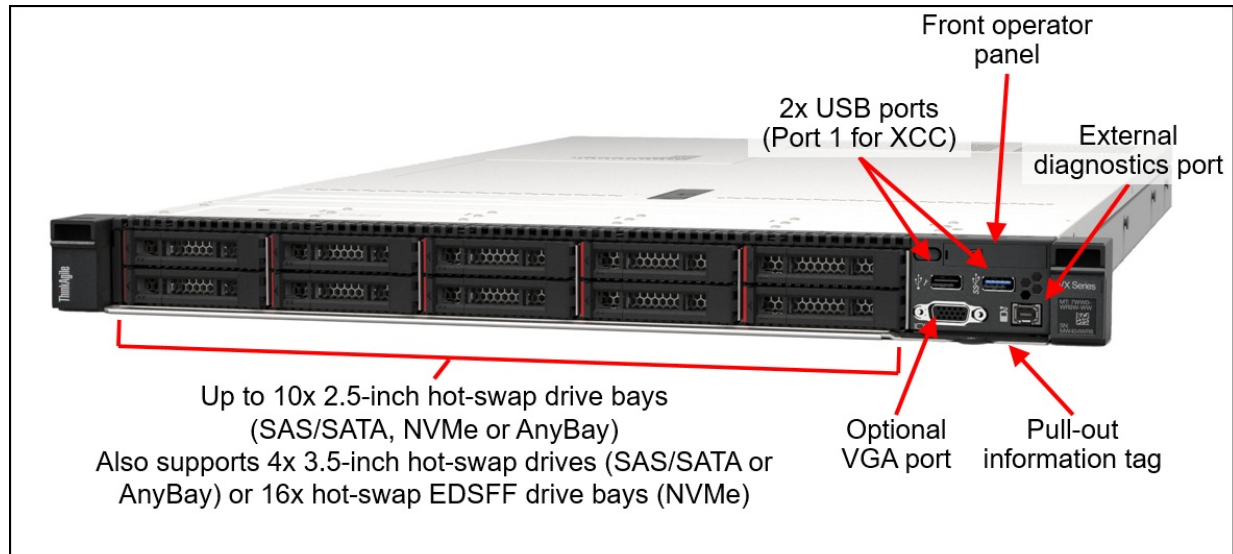 Front operator
panel
2x USB ports
(Port 1 for XCC)
External
diagnostics port
ThinkAgile
VX Series
Up to 10x 2.5-inch hot-swap drive bays
(SAS/SATA, NVMe or AnyBay)
Also supports 4x 3.5-inch hot-swap drives (SAS/SATA or
AnyBay) or 16x hot-swap EDSFF drive bays (NVMe)
Optional
VGA port
Pull-out
information tag